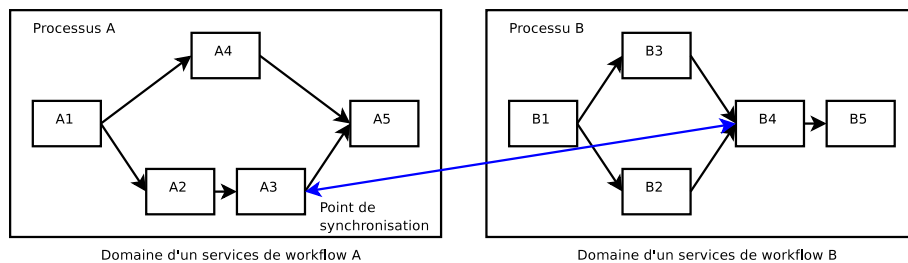 Processus A
A4
A1
A5
A2
A3
Point de
synchronisation
Domaine d'un services de workflow A
Processu B
B3
B1
B4
B5
B2
Domaine d'un services de workflow B